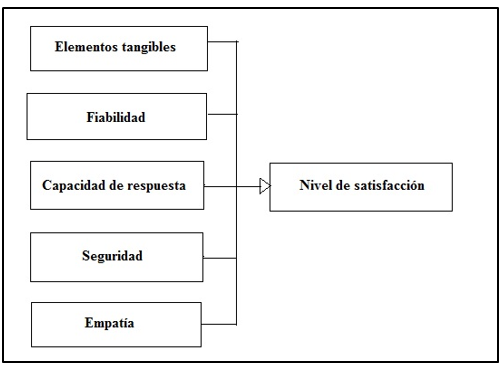 Elementos tangibles
Fiabilidad
Capacidad de respuesta
Nivel de satisfacción
Seguridad
Empatía